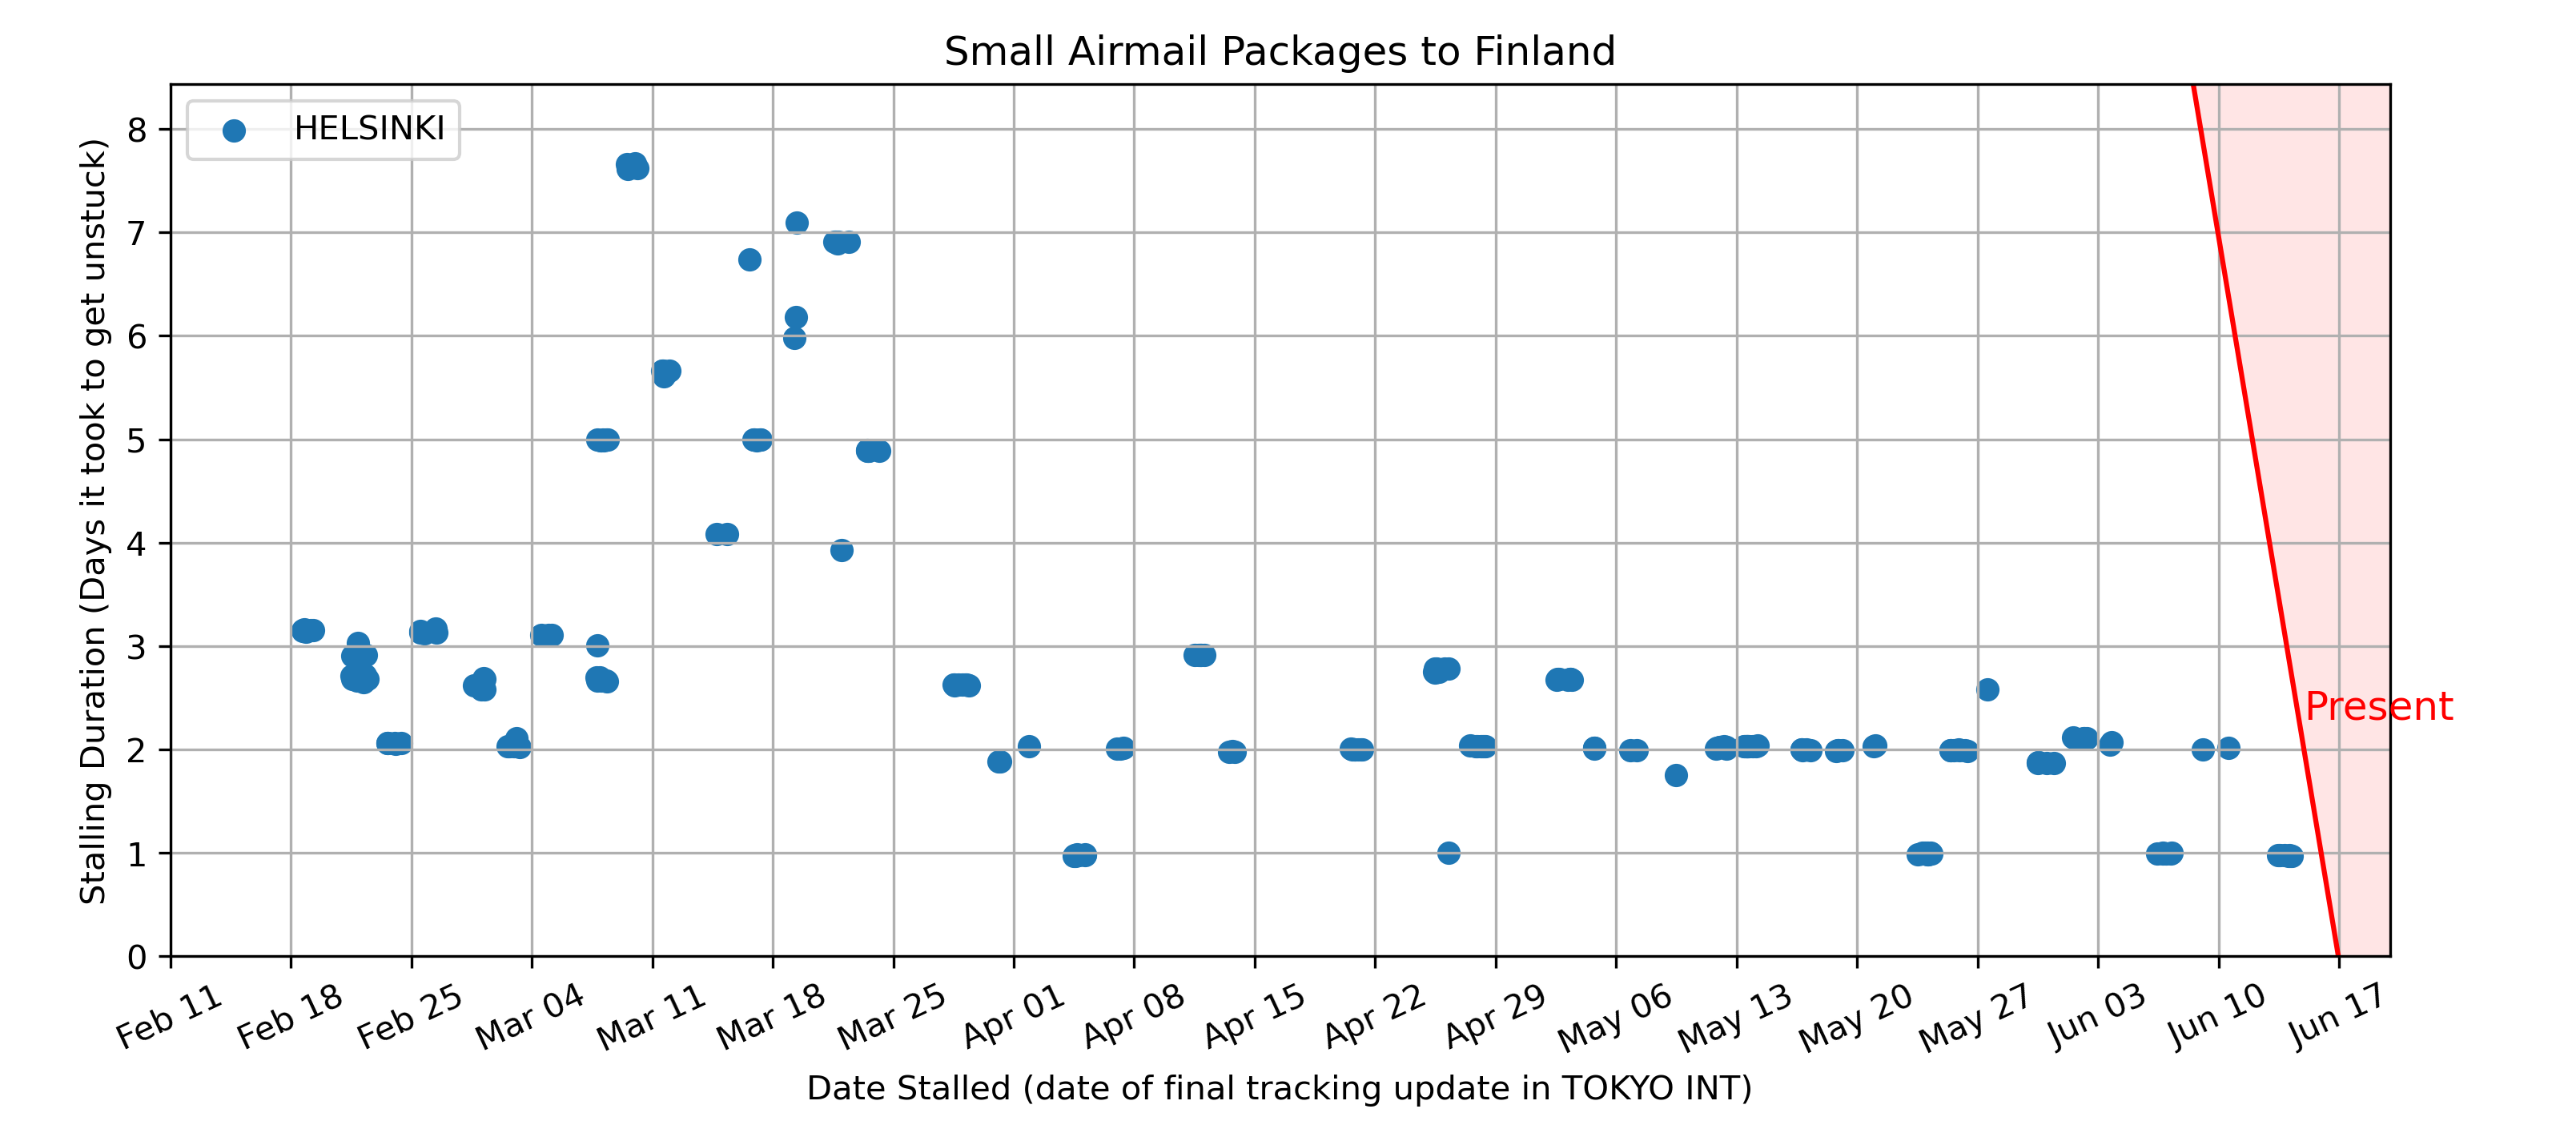 Small Airmail Packages to Finland
HELSINKI
Stalling Duration (Days it took to get unstuck)
8
7
6
5
4
3
2
1
0
Present
Feb 11
Feb 18
Feb 25
Mar 04
Mar 11
Mar 18
Mar 25
Apr 01
Apr 08
Apr 15
Apr 22
Apr 29
May 06
May 13
May 20
May 27
Jun 03
Jun 10
Jun 17
Date Stalled (date of final tracking update in TOKYO INT)